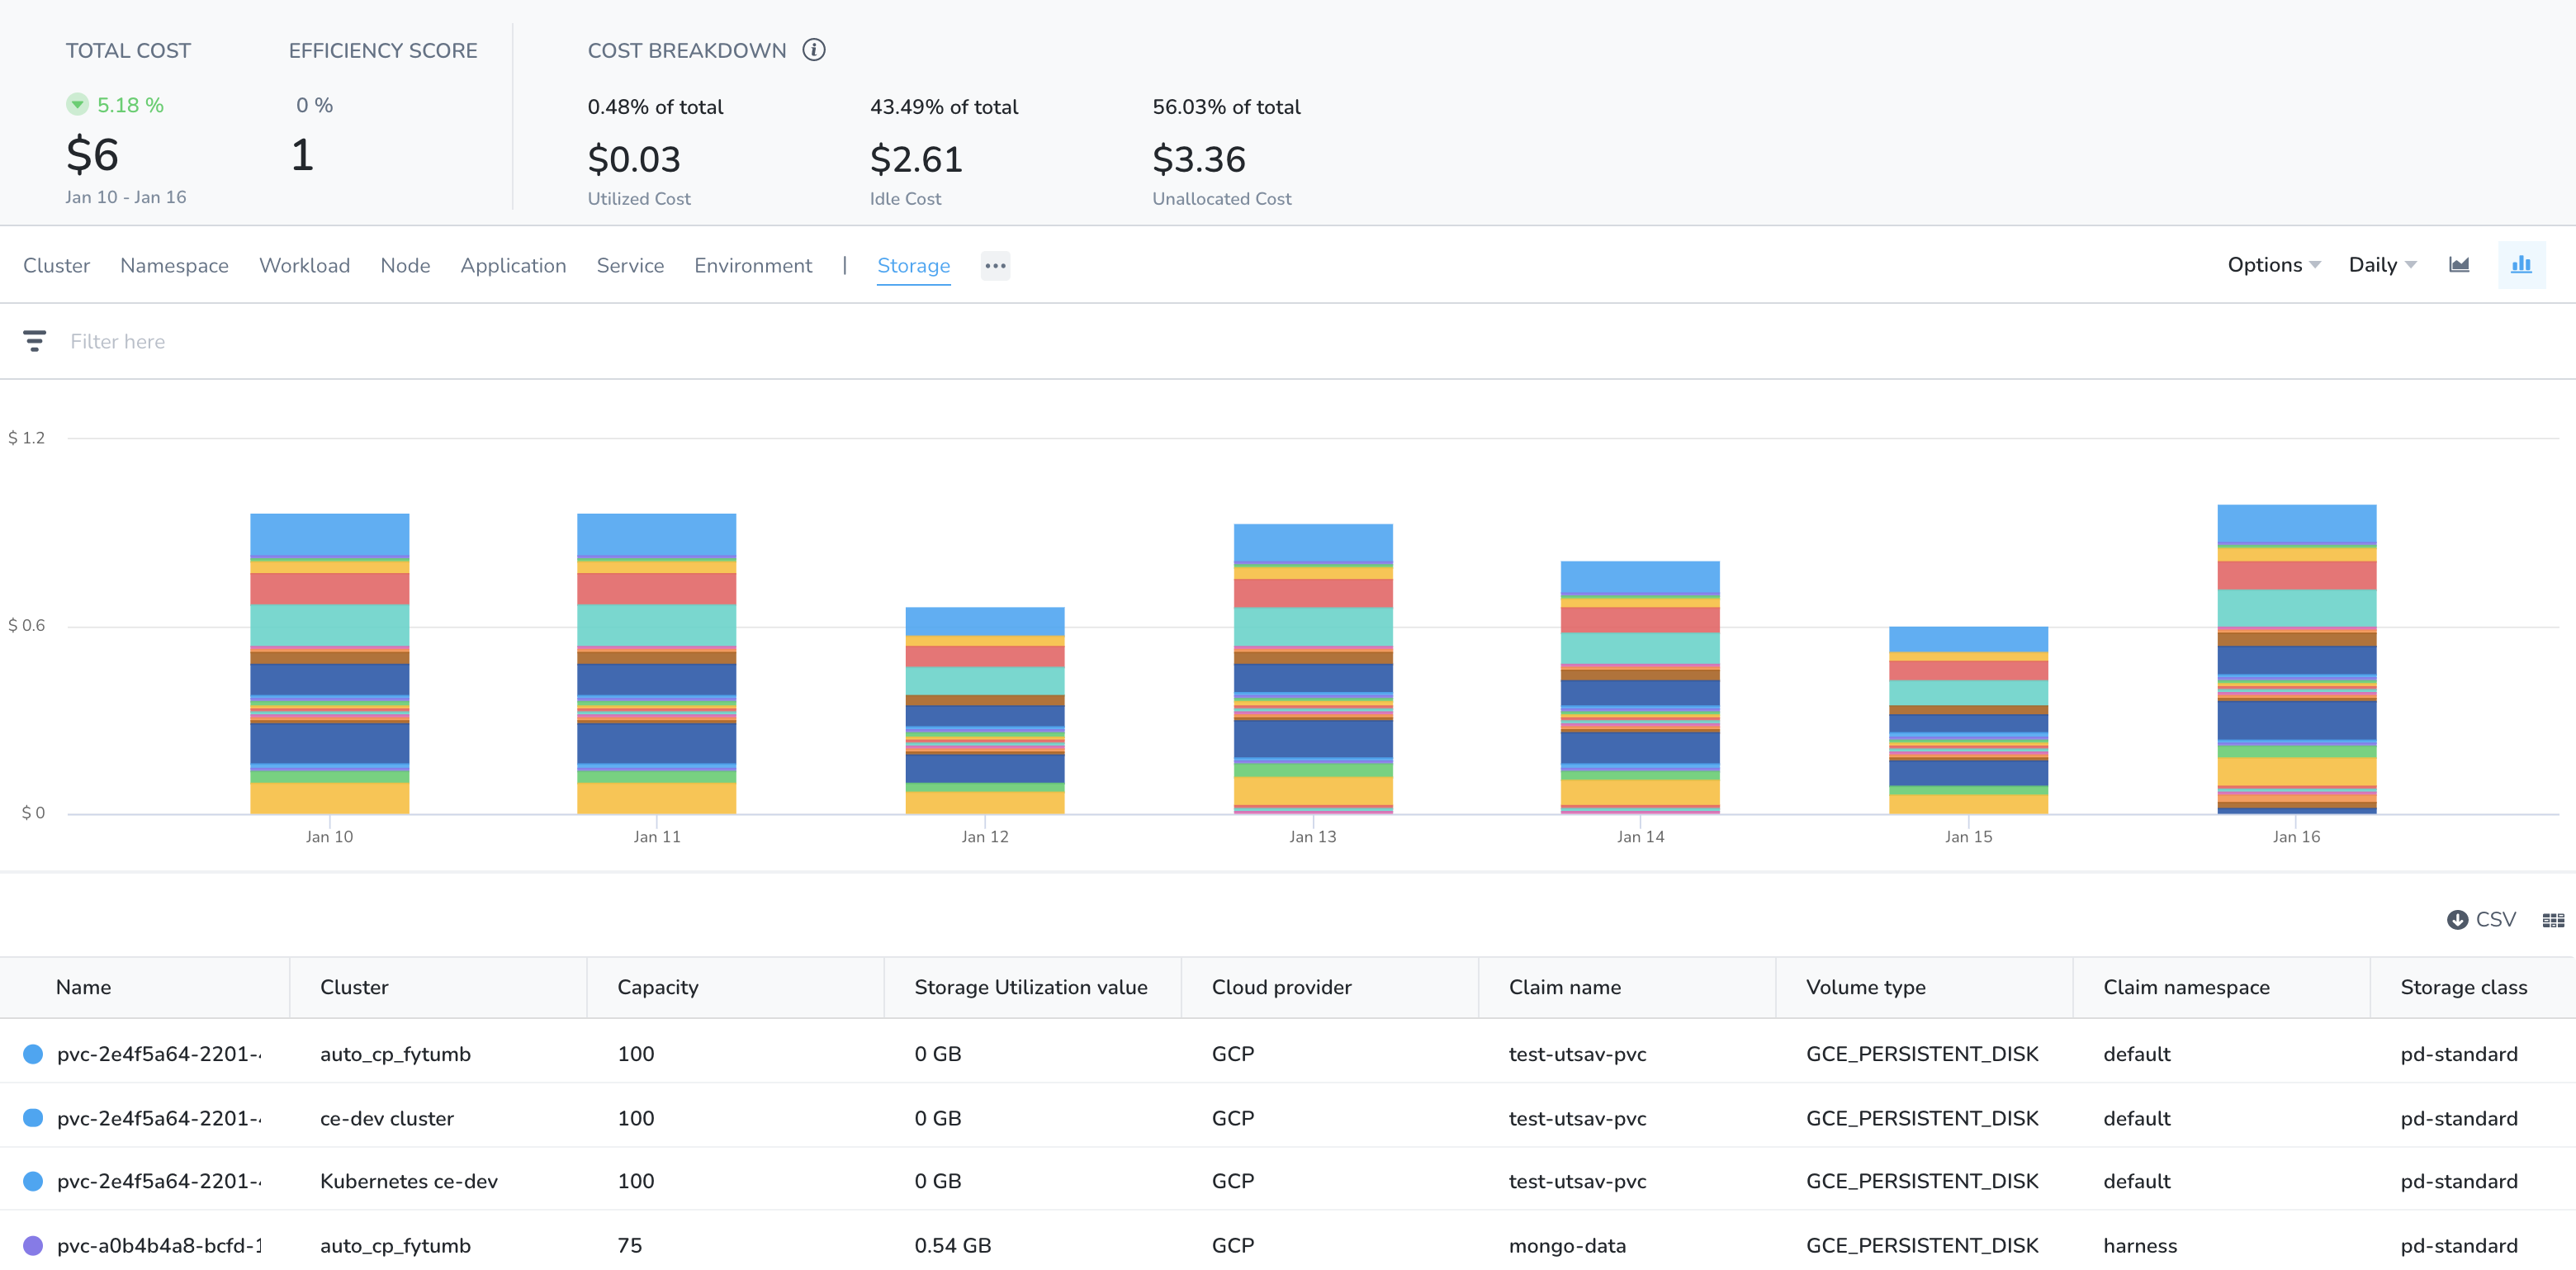 TOTAL COST EFFICIENCY SCORE COST BREAKDOWN i
5.18 % 0 % 0.48% of total 43.49% of total 56.03% of total
$6 1 $0.03 $2.61 $3.36
Jan 10 - Jan 16 Utilized Cost Idle Cost Unallocated Cost
Cluster Namespace Workload Node Application Service Environment | Storage ••• Options Daily
Filter here
$ 1.2
$ 0.6
$ 0
Jan 10 Jan 11 Jan 12 Jan 13 Jan 14 Jan 15 Jan 16
CSV
Name Cluster Capacity Storage Utilization value Cloud provider Claim name Volume type Claim namespace Storage class
pvc-2e4f5a64-2201- auto_cp_fytumb 100 0 GB GCP test-utsav-pvc GCE_PERSISTENT_DISK default pd-standard
pvc-2e4f5a64-2201- ce-dev cluster 100 0 GB GCP test-utsav-pvc GCE_PERSISTENT_DISK default pd-standard
pvc-2e4f5a64-2201- Kubernetes ce-dev 100 0 GB GCP test-utsav-pvc GCE_PERSISTENT_DISK default pd-standard
pvc-a0b4b4a8-bcfd-1 auto_cp_fytumb 75 0.54 GB GCP mongo-data GCE_PERSISTENT_DISK harness pd-standard